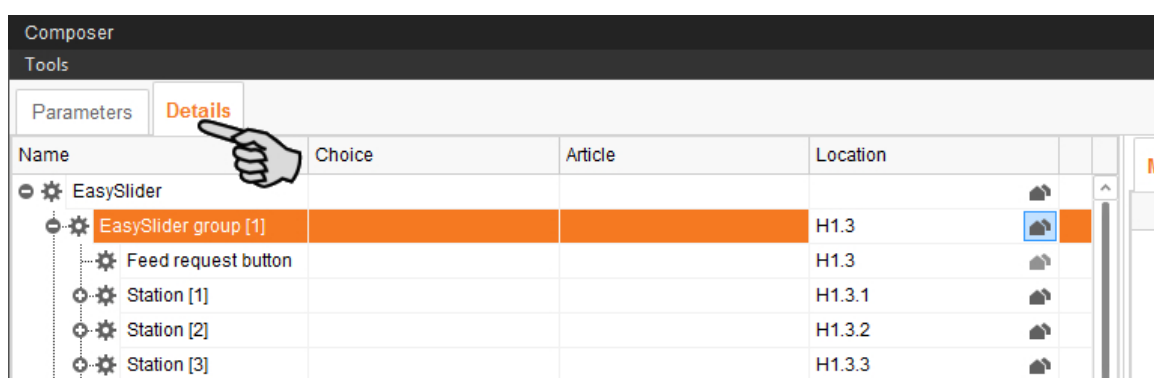 Composer
Tools
Parameters Details
Name Choice Article Location
EasySlider
EasySlider group [1] H1.3
Feed request button H1.3
Station [1] H1.3.1
Station [2] H1.3.2
Station [3] H1.3.3